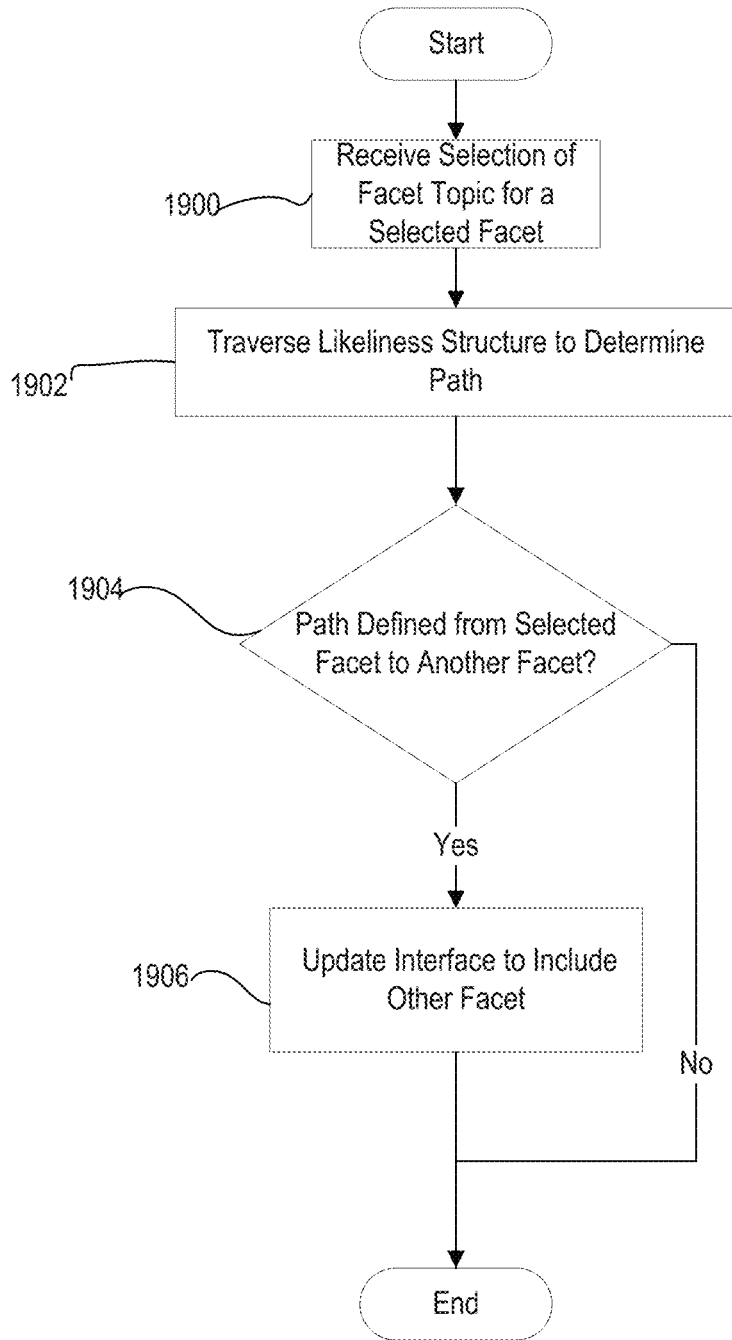 Start
Receive Selection of
Facet Topic for a
Selected Facet
1900
Traverse Likeliness Structure to Determine
Path
1902
1904
Path Defined from Selected
Facet to Another Facet?
Yes
Update Interface to Include
Other Facet
1906
No
End